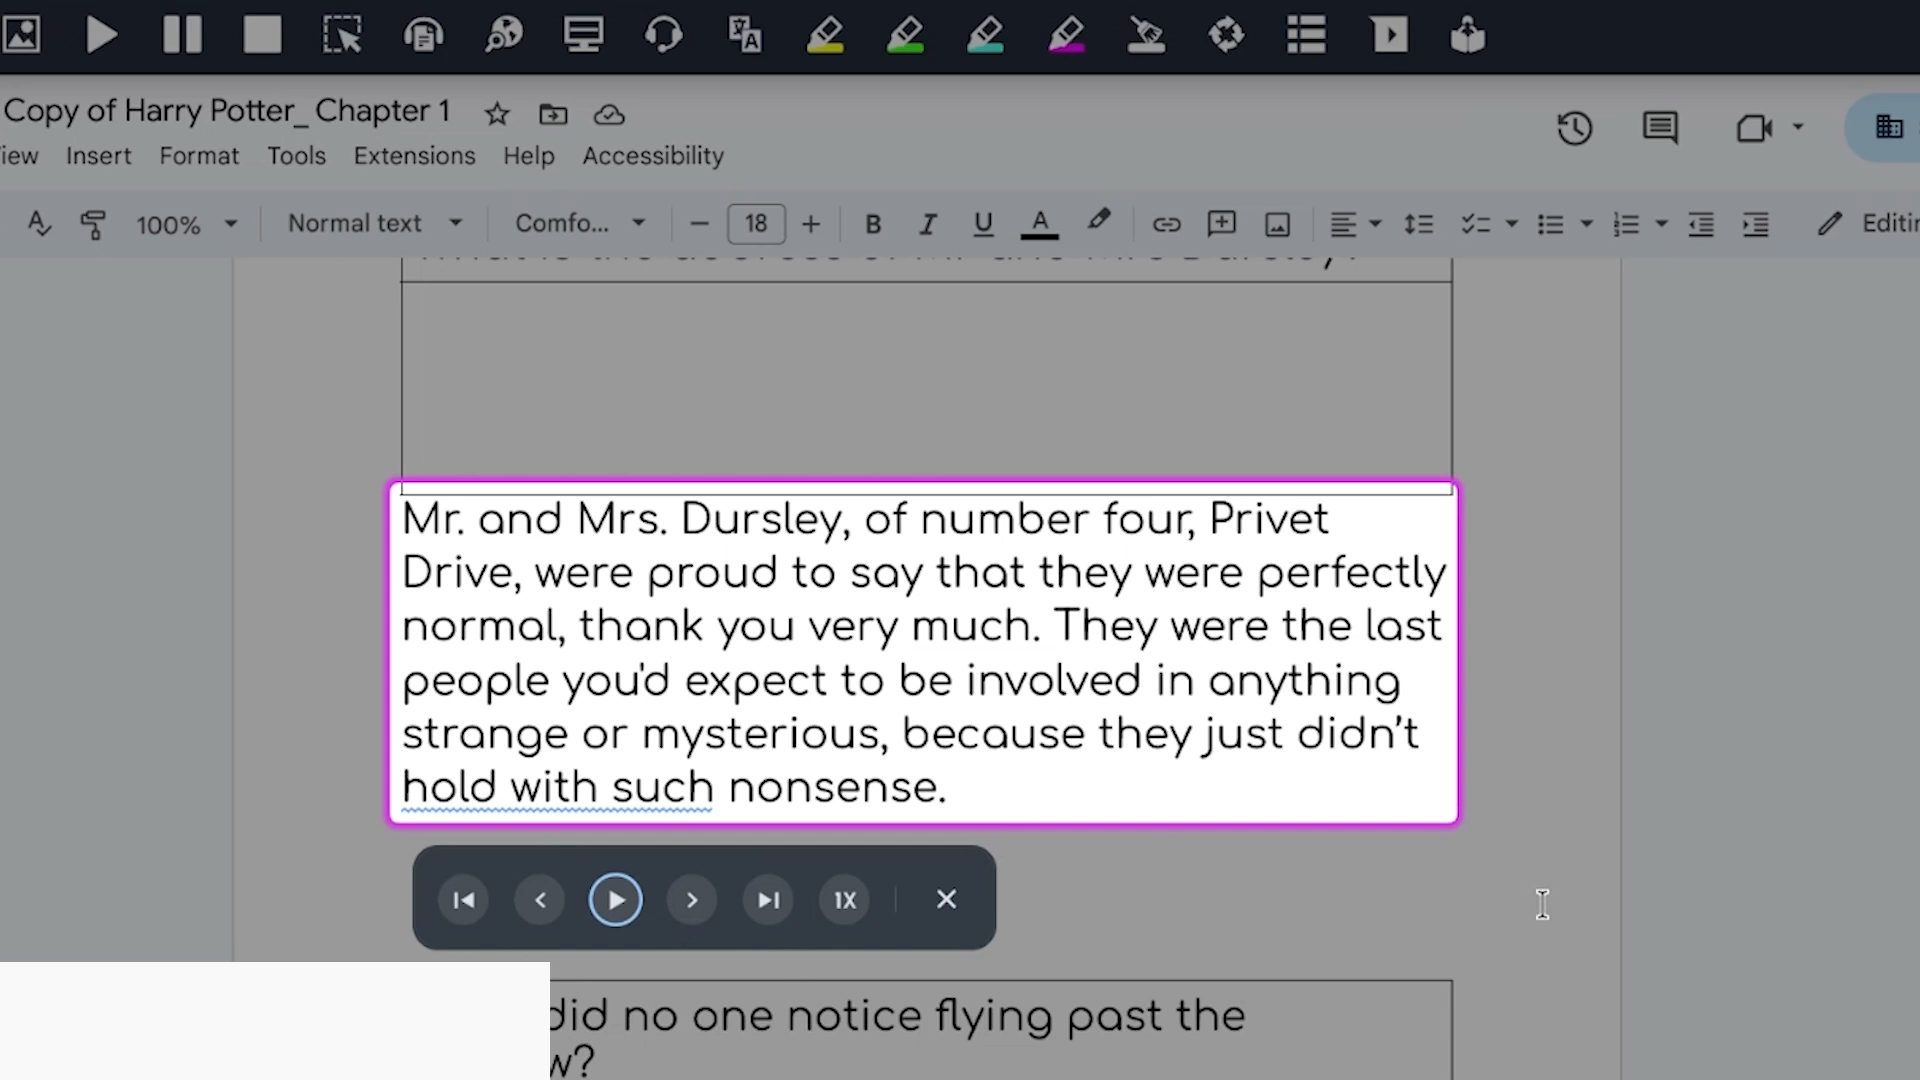 Copy of Harry Potter_ Chapter 1
iew Insert Format Tools Extensions Help Accessibility
100% Normal text Comfo... 18 B I U A Editin
Mr. and Mrs. Dursley, of number four, Privet
Drive, were proud to say that they were perfectly
normal, thank you very much. They were the last
people you'd expect to be involved in anything
strange or mysterious, because they just didn't
hold with such nonsense.
1X
did no one notice flying past the
w?